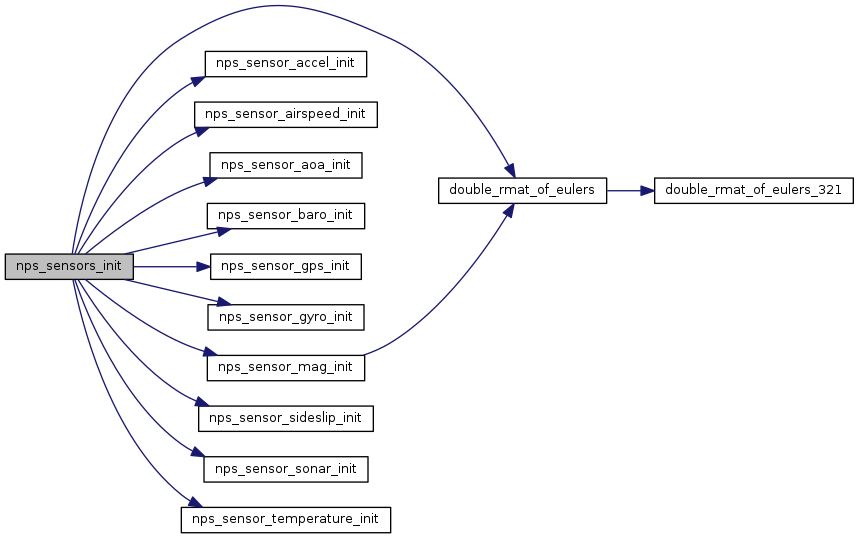 nps_sensors_init
nps_sensor_accel_init
nps_sensor_airspeed_init
nps_sensor_aoa_init
nps_sensor_baro_init
nps_sensor_gps_init
nps_sensor_gyro_init
nps_sensor_mag_init
nps_sensor_sideslip_init
nps_sensor_sonar_init
nps_sensor_temperature_init
double_rmat_of_eulers
double_rmat_of_eulers_321